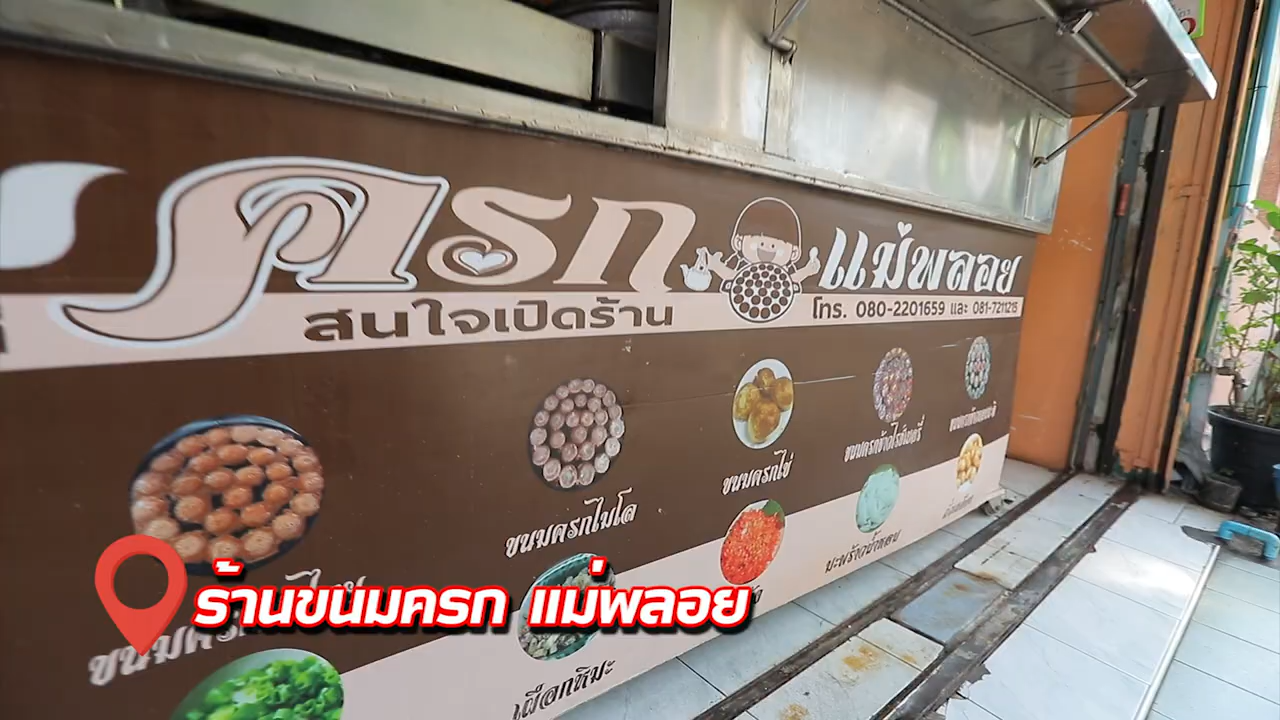 ครก
แม่พลอย
สนใจเปิดร้าน
โทร. 080-2201659 และ 081-7211215
ขนมครกไมโล
ขนมครกไข่
ขนมครกข้าวไรซ์เบอรี่
มะพร้าวน้ำหอม
เผือกหิมะ
ร้านขนมครก แม่พลอย